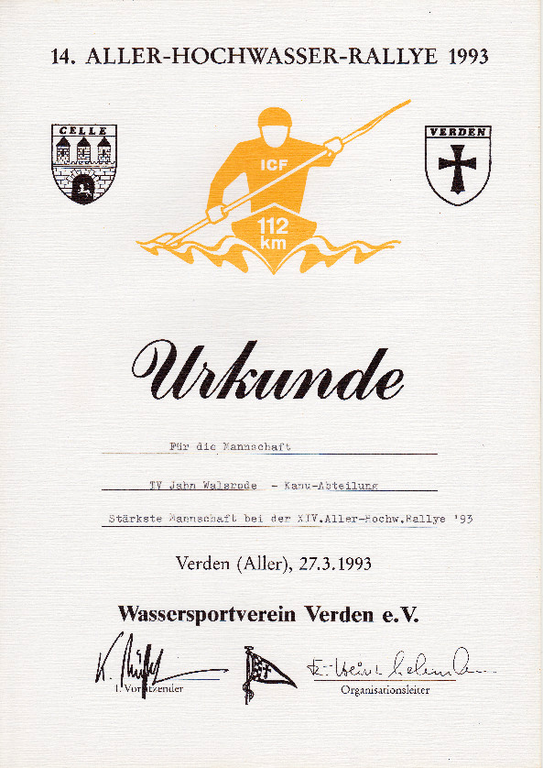 14. ALLER-HOCHWASSER-RALLYE 1993
CELLE
VERDEN
ICF
112
km
Urkunde
Für die Mannschaft
TV Jahn Walsrode - Kanu-Abteilung
Stärkste Mannschaft bei der XIV.Aller-Hochw.Rallye '93
Verden (Aller), 27.3.1993
Wassersportverein Verden e.V.
1. Vorsitzender
Organisationsleiter